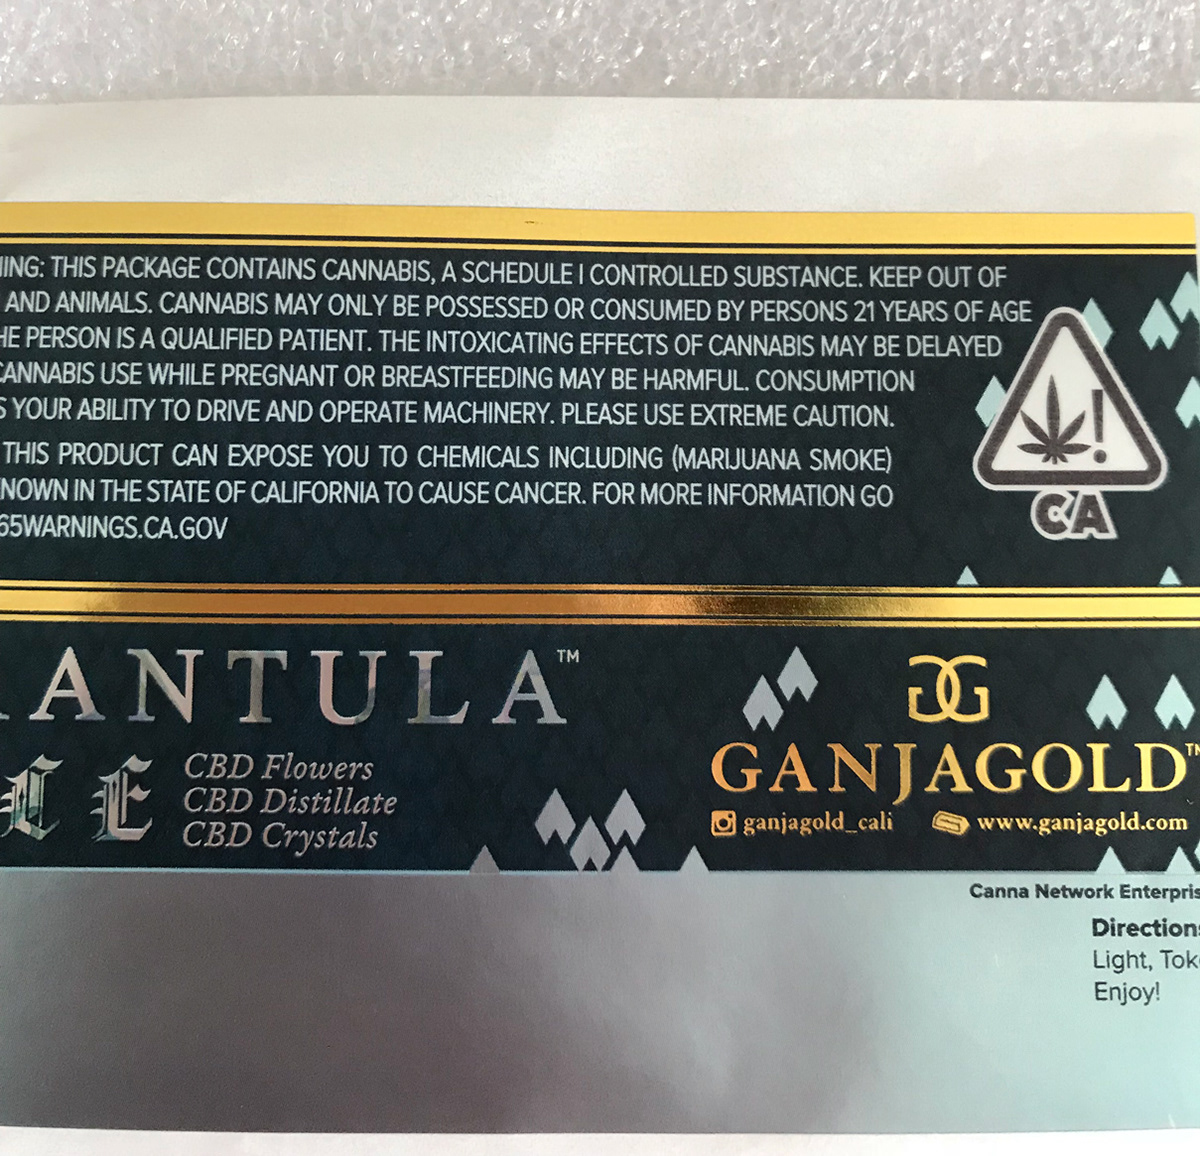 THIS PACKAGE CONTAINS CANNABIS, A SCHEDULE I CONTROLLED SUBSTANCE. KEEP OUT OF
AND ANIMALS. CANNABIS MAY ONLY BE POSSESSED OR CONSUMED BY PERSONS 21 YEARS OF AGE
PERSON IS A QUALIFIED PATIENT. THE INTOXICATING EFFECTS OF CANNABIS MAY BE DELAYED
CANNABIS USE WHILE PREGNANT OR BREASTFEEDING MAY BE HARMFUL. CONSUMPTION
YOUR ABILITY TO DRIVE AND OPERATE MACHINERY. PLEASE USE EXTREME CAUTION.
THIS PRODUCT CAN EXPOSE YOU TO CHEMICALS INCLUDING (MARIJUANA SMOKE)
NOWN IN THE STATE OF CALIFORNIA TO CAUSE CANCER. FOR MORE INFORMATION GO
65WARNINGS.CA.GOV
!
CA
ANTULA™
CBD Flowers
CBD Distillate
CBD Crystals
GG
GANJAGOLD™
ganjagold_cali www.ganjagold.com
Canna Network Enterpris
Directions
Light, Tok
Enjoy!